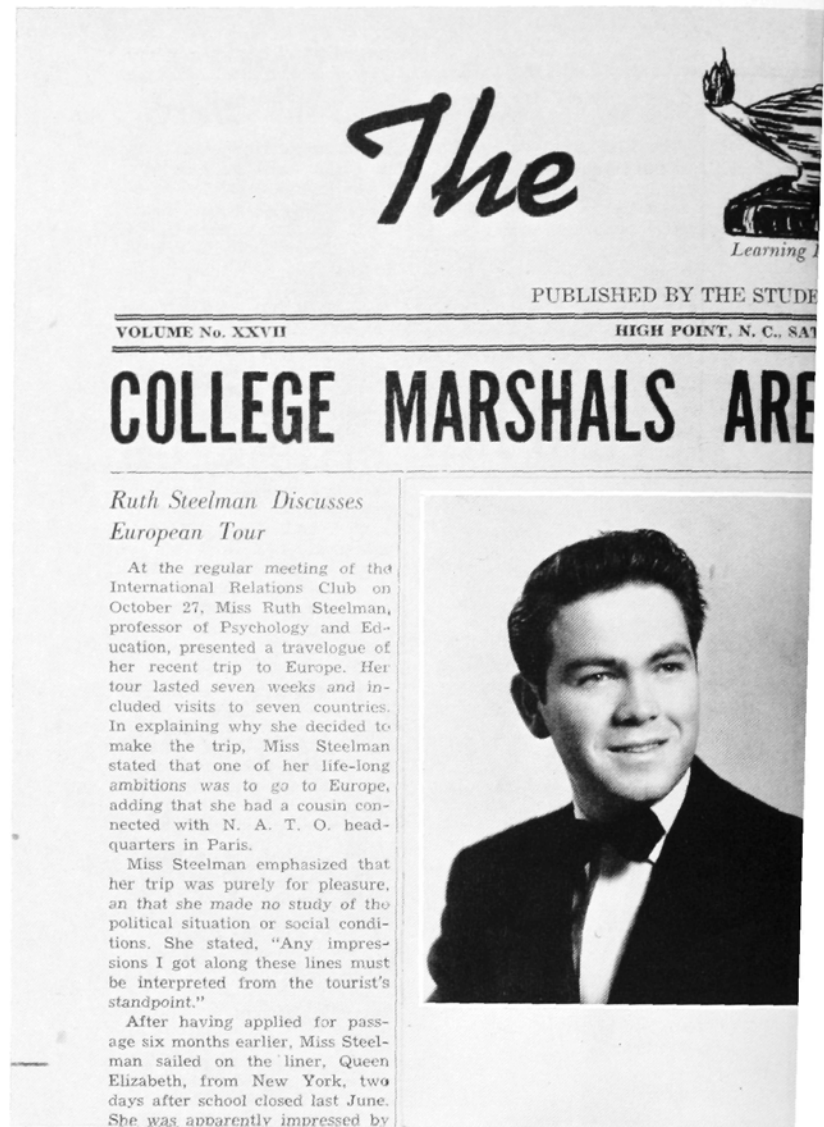 The
Learning
PUBLISHED BY THE STUDE
VOLUME No. XXVII
HIGH POINT, N. C., SAT
COLLEGE MARSHALS ARE
Ruth Steelman Discusses
European Tour
At the regular meeting of the
International Relations Club on
October 27, Miss Ruth Steelman,
professor of Psychology and Ed-
ucation, presented a travelogue of
her recent trip to Europe. Her
tour lasted seven weeks and in-
cluded visits to seven countries.
In explaining why she decided to
make the trip, Miss Steelman
stated that one of her life-long
ambitions was to go to Europe,
adding that she had a cousin con-
nected with N. A. T. O. head-
quarters in Paris.
Miss Steelman emphasized that
her trip was purely for pleasure,
an that she made no study of the
political situation or social condi-
tions. She stated, "Any impres-
sions I got along these lines must
be interpreted from the tourist's
standpoint."
After having applied for pass-
age six months earlier, Miss Steel-
man sailed on the liner, Queen
Elizabeth, from New York, two
days after school closed last June.
She was apparently impressed by